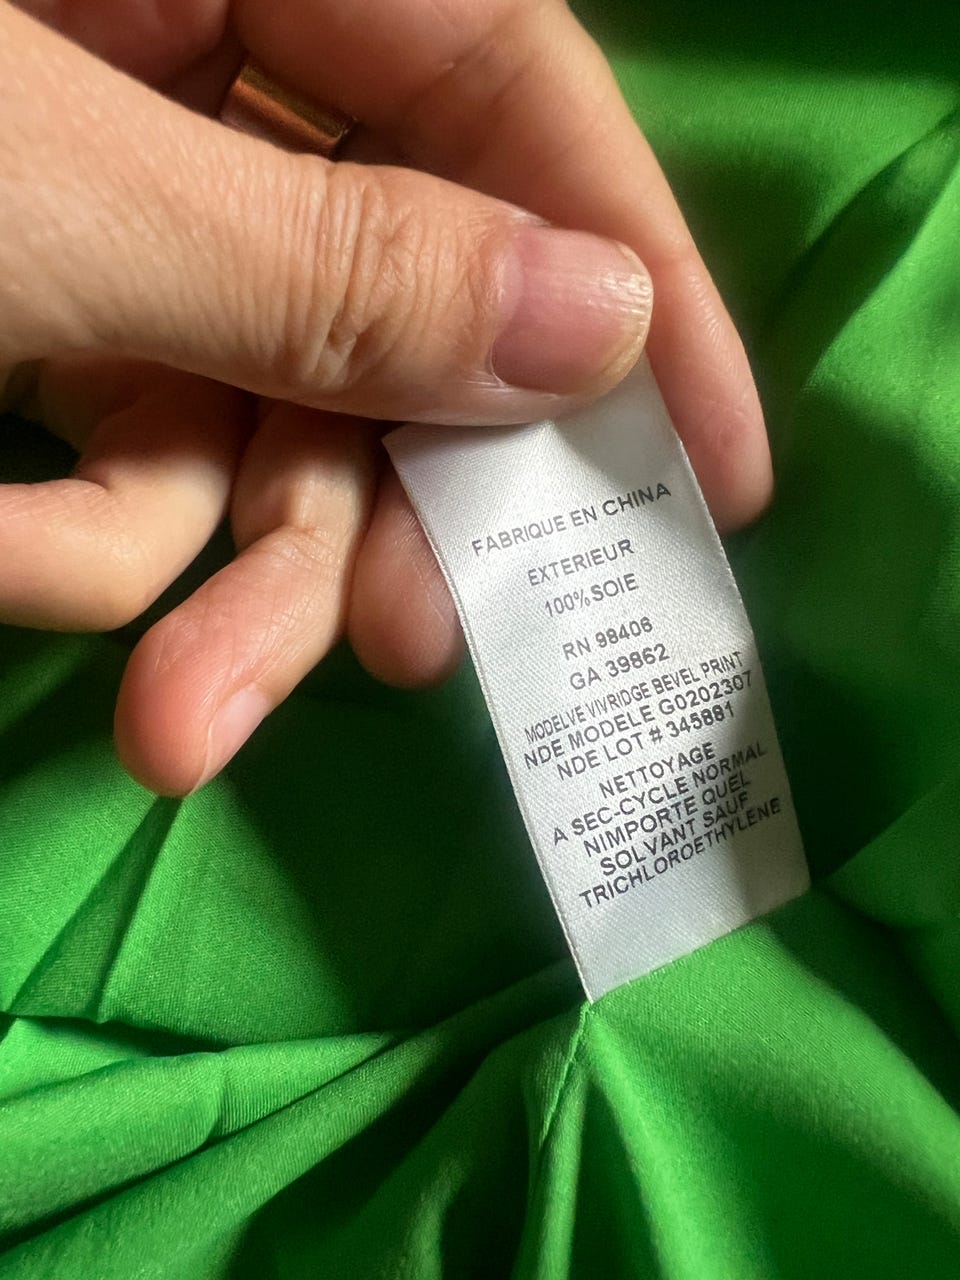 FABRIQUE EN CHINA
EXTERIEUR
100% SOIE
RN 98406
GA 39862
MODELVE VIVRIDGE BEVEL PRINT
NDE MODELE G0202307
NDE LOT # 345881
NETTOYAGE
A SEC-CYCLE NORMAL
NIMPORTE QUEL
SOLVANT SAUF
TRICHLOROETHYLENE